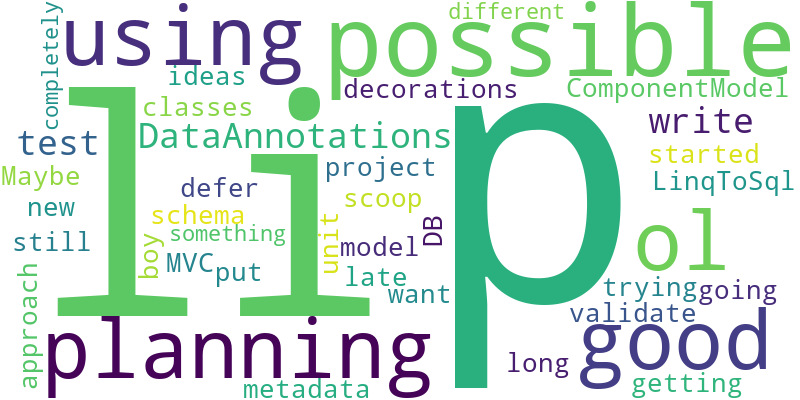 using possible different
completely ideas decorations ComponentModel
li p
classes
test DataAnnotations write
Maybe defer project started
new schema scoop LinqToSql
still something unit model DB ol
boy MVC put late trying going
approach want validate
planning good
metadata long getting